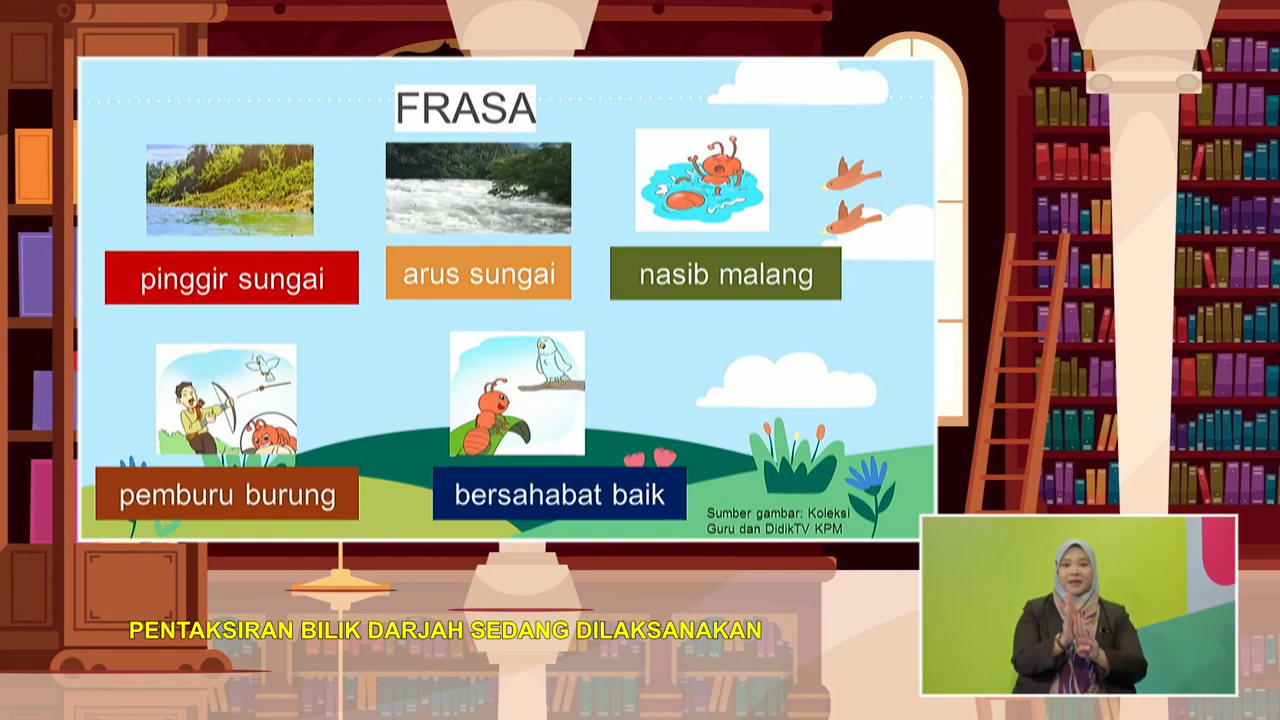 FRASA
pinggir sungai
arus sungai
nasib malang
pemburu burung
bersahabat baik
Sumber gambar: Koleksi
Guru dan DidikTV KPM
PENTAKSIRAN BILIK DARJAH SEDANG DILAKSANAKAN